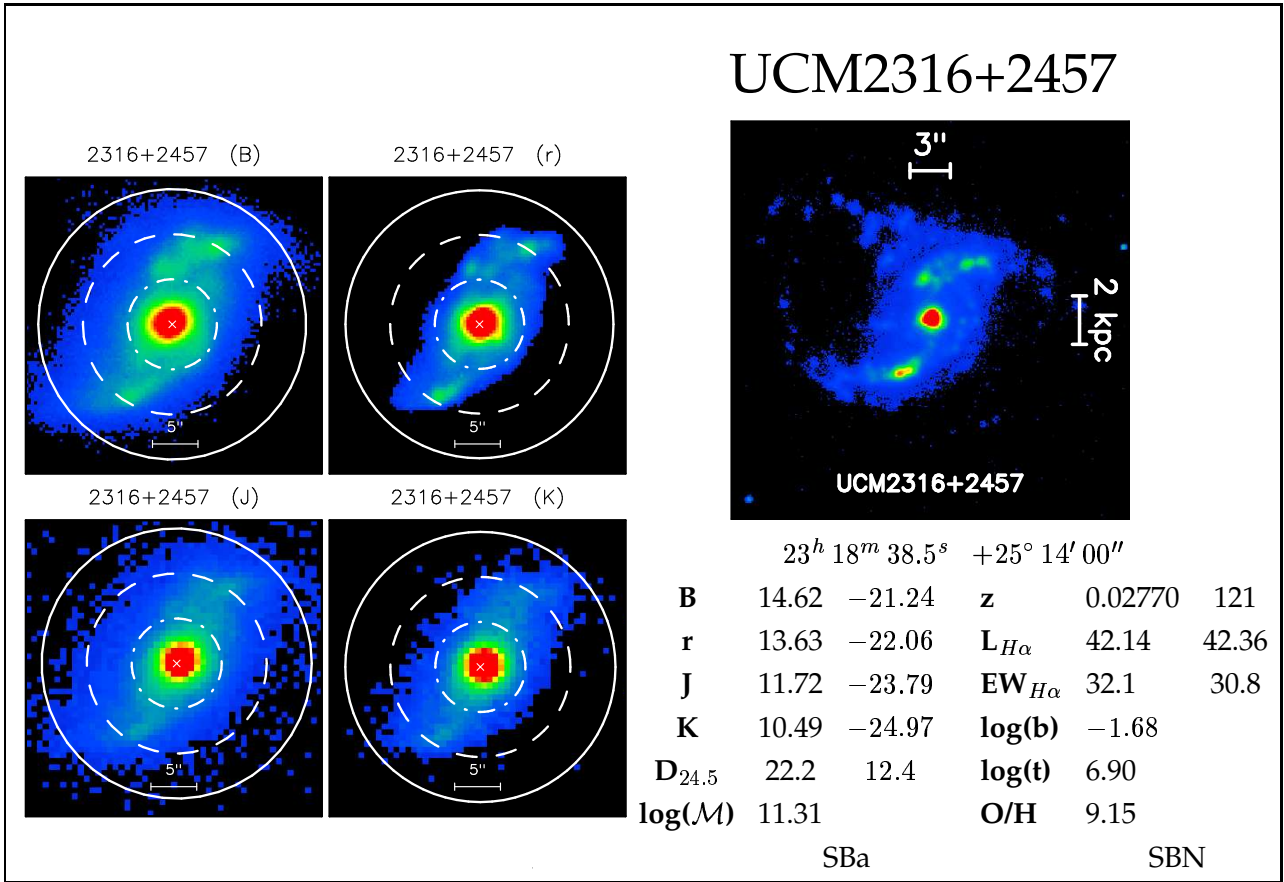 UCM2316+2457
2316+2457 (B)
2316+2457 (r)
5"
5"
2316+2457 (J)
2316+2457 (K)
5"
5"
3"
2 kpc
UCM2316+2457
23h 18m 38.5s +25° 14′ 00″
B 14.62 −21.24 z 0.02770 121
r 13.63 −22.06 LHα 42.14 42.36
J 11.72 −23.79 EWHα 32.1 30.8
K 10.49 −24.97 log(b) −1.68
D24.5 22.2 12.4 log(t) 6.90
log(M) 11.31 O/H 9.15
SBa SBN